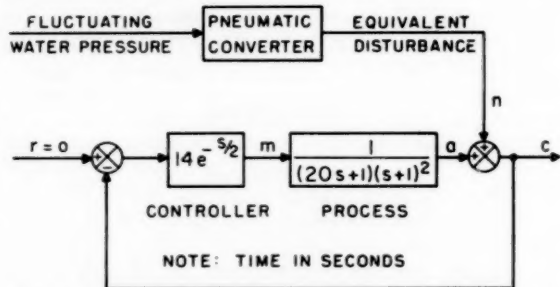 FLUCTUATING
WATER PRESSURE
PNEUMATIC
CONVERTER
EQUIVALENT
DISTURBANCE
n
r = 0
+
−
14e^{-s/2}
m
1
(20s+1)(s+1)²
a
+
+
c
CONTROLLER
PROCESS
NOTE: TIME IN SECONDS